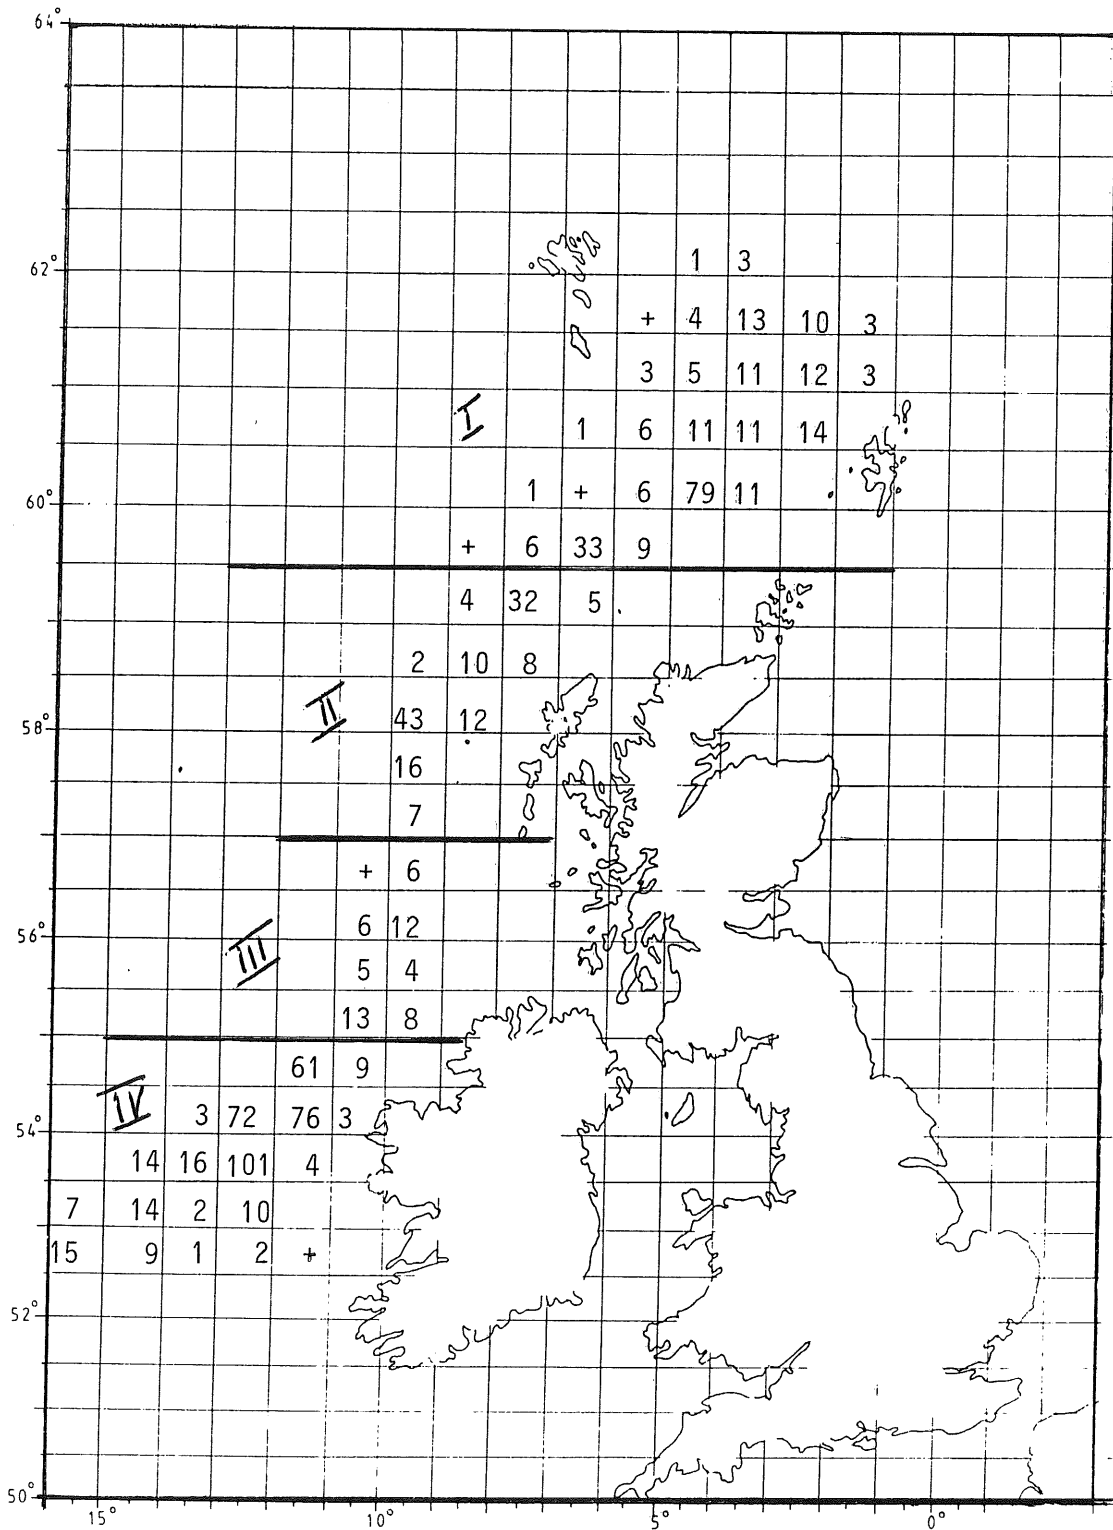 64°
62° 1 3
+ 4 13 10 3
3 5 11 12 3
I 1 6 11 11 14
60° 1 + 6 79 11
+ 6 33 9
4 32 5
2 10 8
II 43 12
58°
16
7
+ 6
56° 6 12
III 5 4
13 8
61 9
IV 3 72 76 3
54°
14 16 101 4
7 14 2 10
15 9 1 2 +
52°
50°
15° 10° 5° 0°